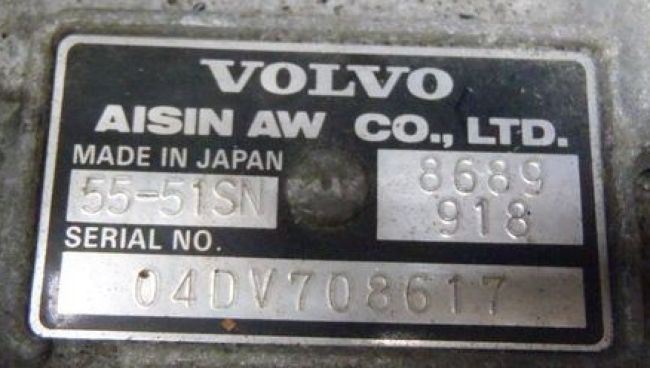 VOLVO
AISIN AW CO., LTD.
MADE IN JAPAN
8689
55-51SN
918
SERIAL NO.
04DV708617